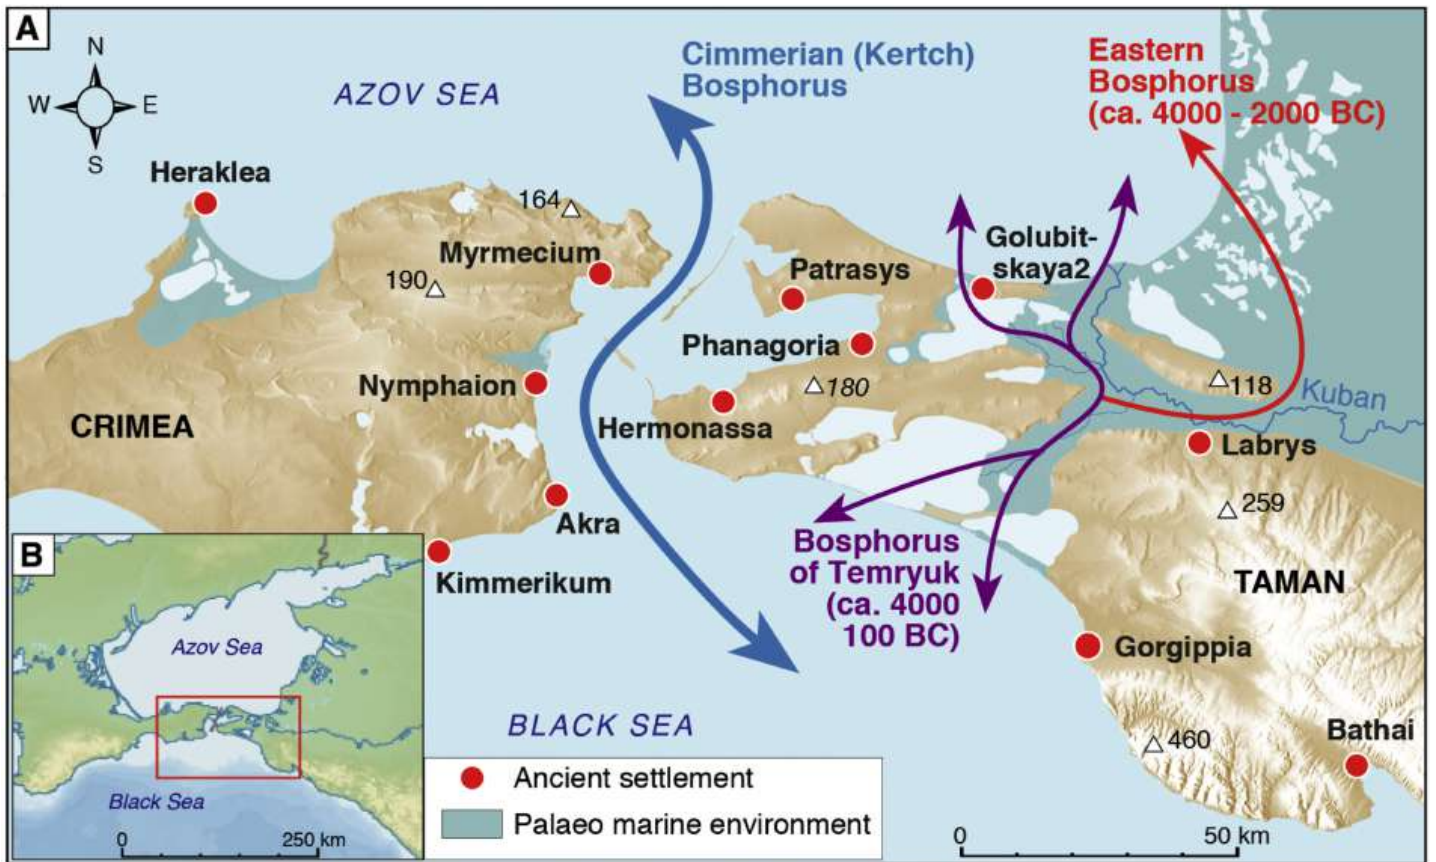 A
N
W
E
S
AZOV SEA
Cimmerian (Kertch)
Bosphorus
Eastern
Bosphorus
(ca. 4000 - 2000 BC)
Heraklea
164
Myrmecium
190
Golubit-
skaya2
Patrasys
Phanagoria
Nymphaion
180
118
Kuban
CRIMEA
Hermonassa
Labrys
Akra
259
Bosphorus
of Temryuk
(ca. 4000
100 BC)
Kimmerikum
TAMAN
B
Azov Sea
Black Sea
0
250 km
Gorgippia
BLACK SEA
460
Bathai
Ancient settlement
Palaeo marine environment
0
50 km